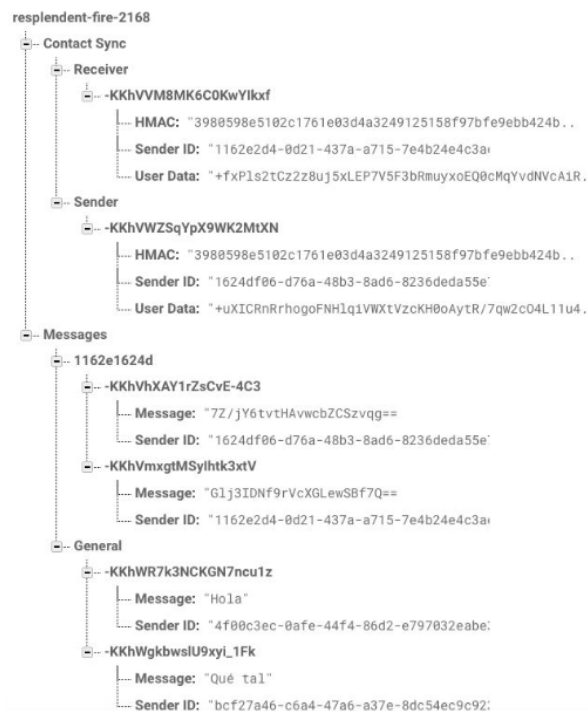 resplendent-fire-2168
Contact Sync
Receiver
-KKhVVM8MK6C0KwYlkxf
HMAC: "3980598e5102c1761e03d4a3249125158f97bfe9ebb424b..
Sender ID: "1162e2d4-0d21-437a-a715-7e4b24e4c3a
User Data: "+fxPls2tCz2z8uj5xLEP7V5F3bRmuyxoEQ0cMqYvdNVcAiR.
Sender
-KKhVWZSqYpX9WK2MtXN
HMAC: "3980598e5102c1761e03d4a3249125158f97bfe9ebb424b..
Sender ID: "1624df06-d76a-48b3-8ad6-8236deda55e
User Data: "+uXICRnRrhogoFNHlqiVWXtVzcKH0oAytR/7qw2cO4L11u4.
Messages
1162e1624d
-KKhVhXAY1rZsCvE-4C3
Message: "7Z/jY6tvtHAvwcbZCSzvqg==
Sender ID: "1624df06-d76a-48b3-8ad6-8236deda55e
-KKhVmxgtMSylhtk3xtV
Message: "Glj3IDNf9rVcXGLewSBf7Q==
Sender ID: "1162e2d4-0d21-437a-a715-7e4b24e4c3a
General
-KKhWR7k3NCKGN7ncu1z
Message: "Hola"
Sender ID: "4f00c3ec-0afe-44f4-86d2-e797032eabe
-KKhWgkbwslU9xyi_1Fk
Message: "Qué tal"
Sender ID: "bcf27a46-c6a4-47a6-a37e-8dc54ec9c92